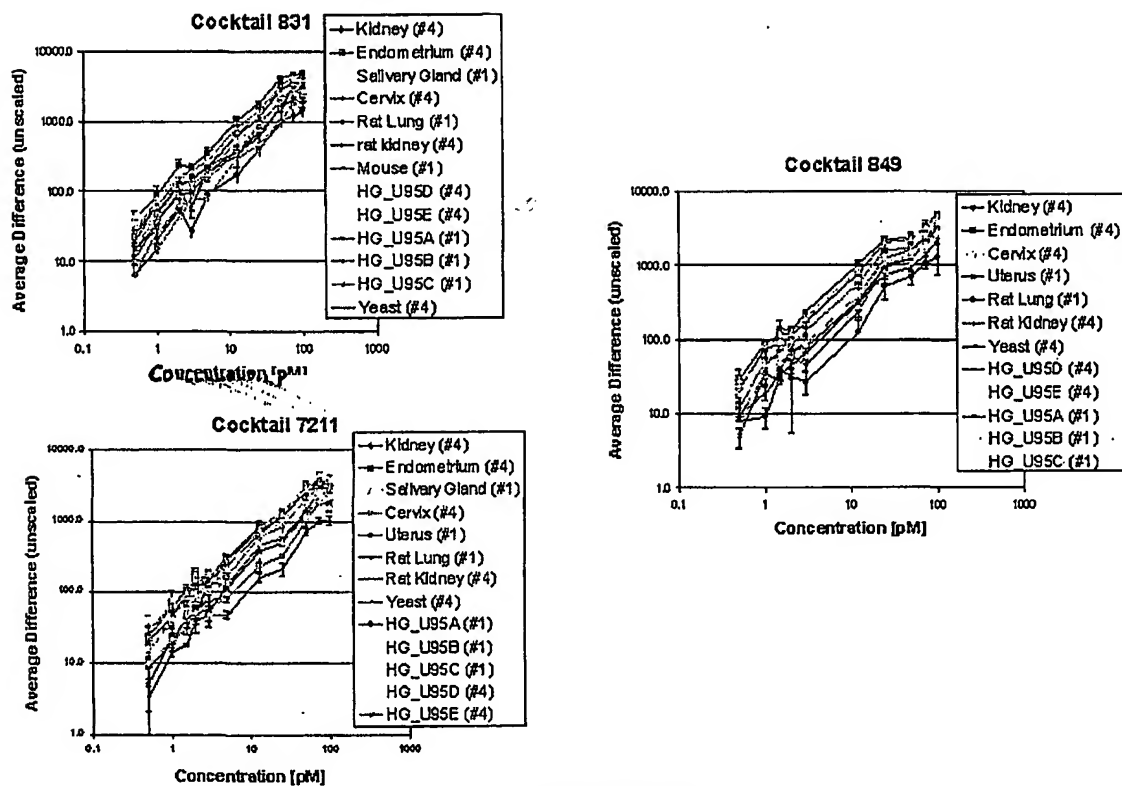 Cocktail 831
Average Difference (unscaled)
10000.0
1000.0
100.0
10.0
1.0
0.1
1
10
100
1000
Concentration [pM]
Kidney (#4)
Endometrium (#4)
Salivary Gland (#1)
Cervix (#4)
Rat Lung (#1)
rat kidney (#4)
Mouse (#1)
HG_U95D (#4)
HG_U95E (#4)
HG_U95A (#1)
HG_U95B (#1)
HG_U95C (#1)
Yeast (#4)
Cocktail 849
Average Difference (unscaled)
10000.0
1000.0
100.0
10.0
1.0
0.1
1
10
100
1000
Concentration [pM]
Kidney (#4)
Endometrium (#4)
Cervix (#4)
Uterus (#1)
Rat Lung (#1)
Rat Kidney (#4)
Yeast (#4)
HG_U95D (#4)
HG_U95E (#4)
HG_U95A (#1)
HG_U95B (#1)
HG_U95C (#1)
Cocktail 7211
Average Difference (unscaled)
10000.0
1000.0
100.0
10.0
1.0
0.1
1
10
100
1000
Concentration [pM]
Kidney (#4)
Endometrium (#4)
Salivary Gland (#1)
Cervix (#4)
Uterus (#1)
Rat Lung (#1)
Rat Kidney (#4)
Yeast (#4)
HG_U95A (#1)
HG_U95B (#1)
HG_U95C (#1)
HG_U95D (#4)
HG_U95E (#4)